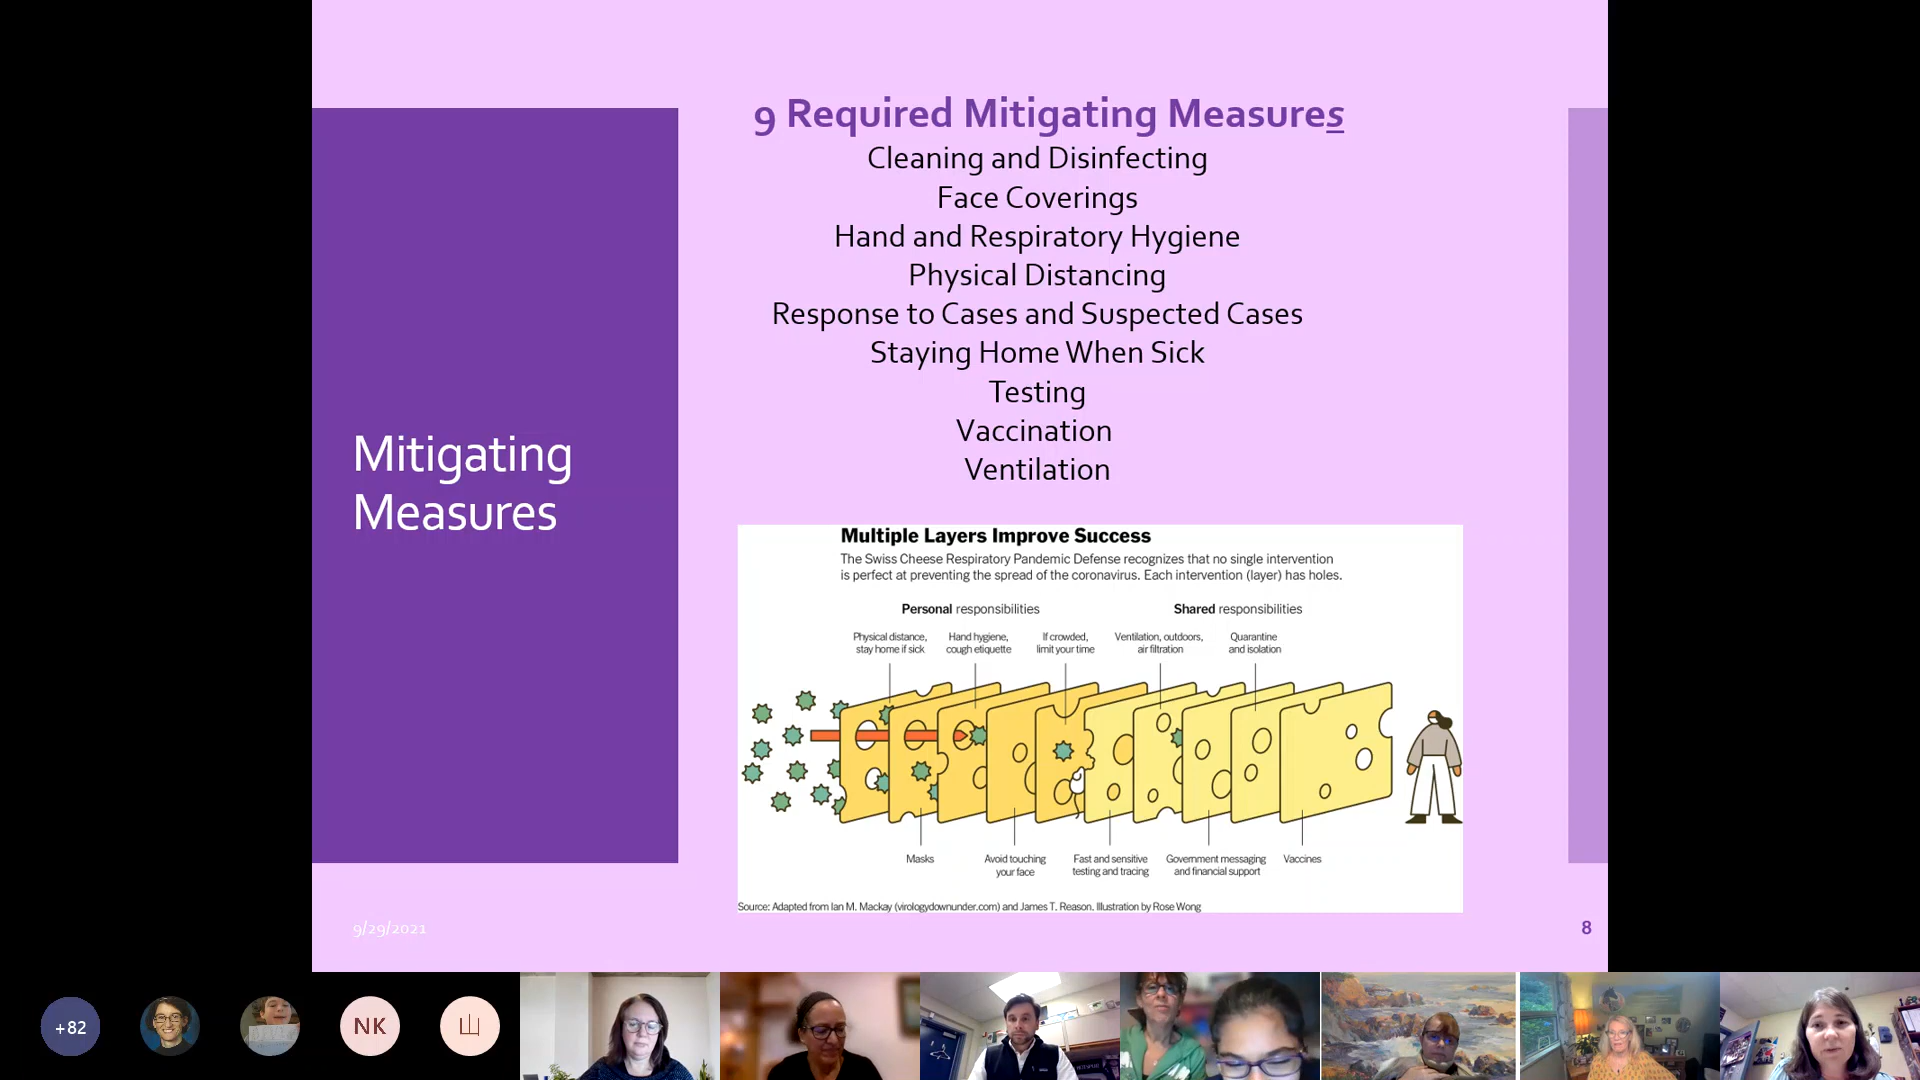 9 Required Mitigating Measures
Cleaning and Disinfecting
Face Coverings
Hand and Respiratory Hygiene
Physical Distancing
Response to Cases and Suspected Cases
Staying Home When Sick
Testing
Vaccination
Ventilation
Mitigating
Measures
Multiple Layers Improve Success
The Swiss Cheese Respiratory Pandemic Defense recognizes that no single intervention
is perfect at preventing the spread of the coronavirus. Each intervention (layer) has holes.
Personal responsibilities
Shared responsibilities
Physical distance,
stay home if sick
Hand hygiene,
cough etiquette
If crowded,
limit your time
Ventilation, outdoors,
air filtration
Quarantine
and isolation
Masks
Avoid touching
your face
Fast and sensitive
testing and tracing
Government messaging
and financial support
Vaccines
Source: Adapted from Ian M. Mackay (virologydownunder.com) and James T. Reason. Illustration by Rose Wong
9/29/2021
8
+82
NK